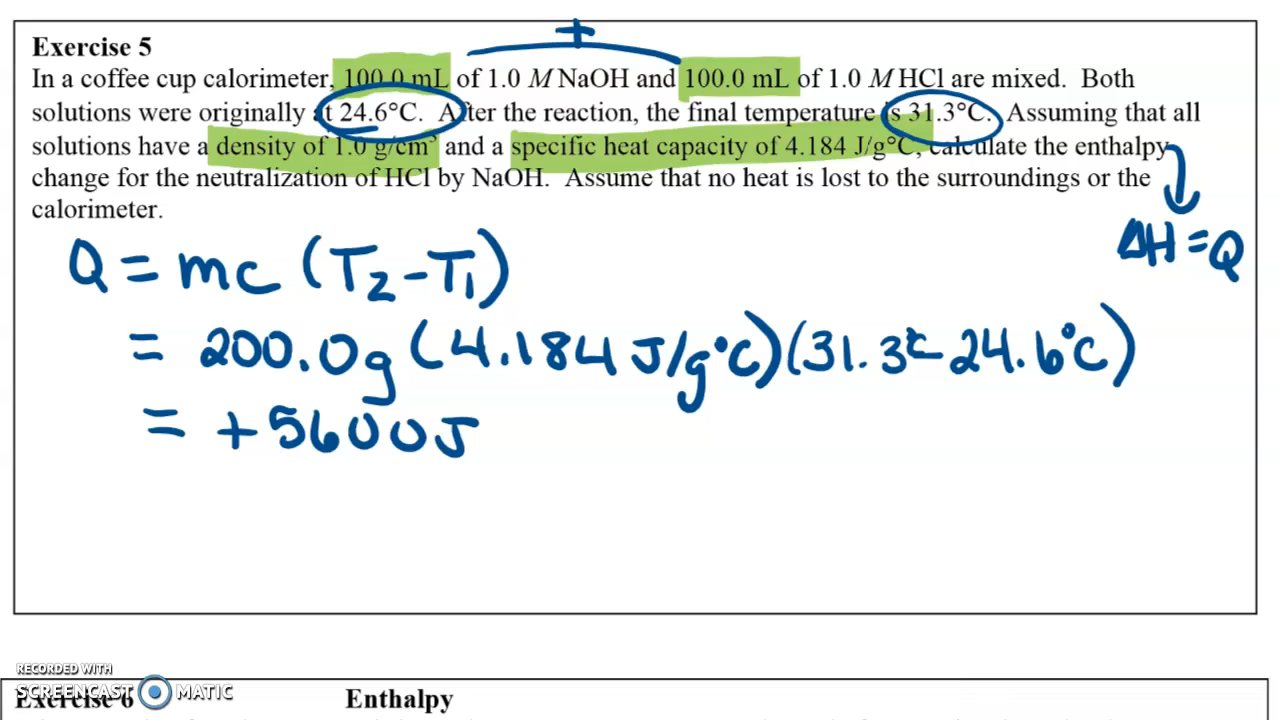 +
Exercise 5
In a coffee cup calorimeter, 100.0 mL of 1.0 M NaOH and 100.0 mL of 1.0 M HCl are mixed. Both
solutions were originally at 24.6°C. After the reaction, the final temperature is 31.3°C. Assuming that all
solutions have a density of 1.0 g/cm³ and a specific heat capacity of 4.184 J/g°C, calculate the enthalpy
change for the neutralization of HCl by NaOH. Assume that no heat is lost to the surroundings or the
calorimeter.
ΔH = Q
Q = mc (T₂ - T₁)
= 200.0g (4.184 J/g°C)(31.3°C - 24.6°C)
= +5600J
RECORDED WITH
SCREENCAST MATIC
Exercise 6 Enthalpy